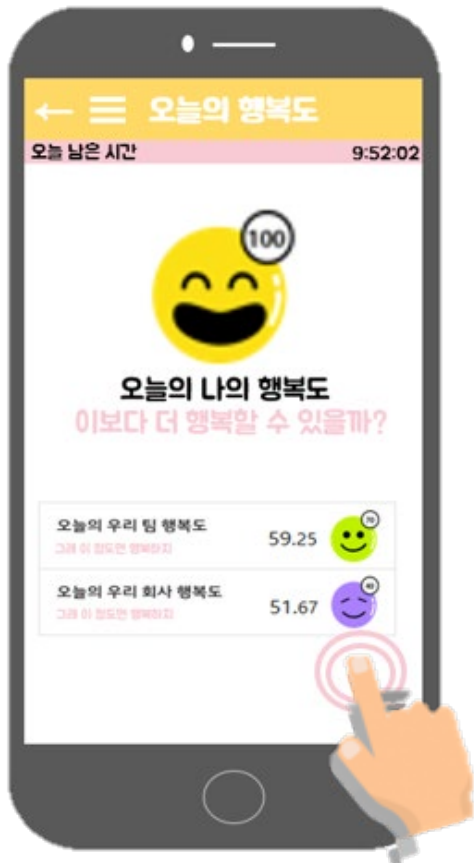 오늘의 행복도
오늘 남은 시간 9:52:02
100
오늘의 나의 행복도
이보다 더 행복할 수 있을까?
오늘의 우리 팀 행복도 59.25 70
그래 이 정도면 행복하지
오늘의 우리 회사 행복도 51.67 40
그래 이 정도면 행복하지